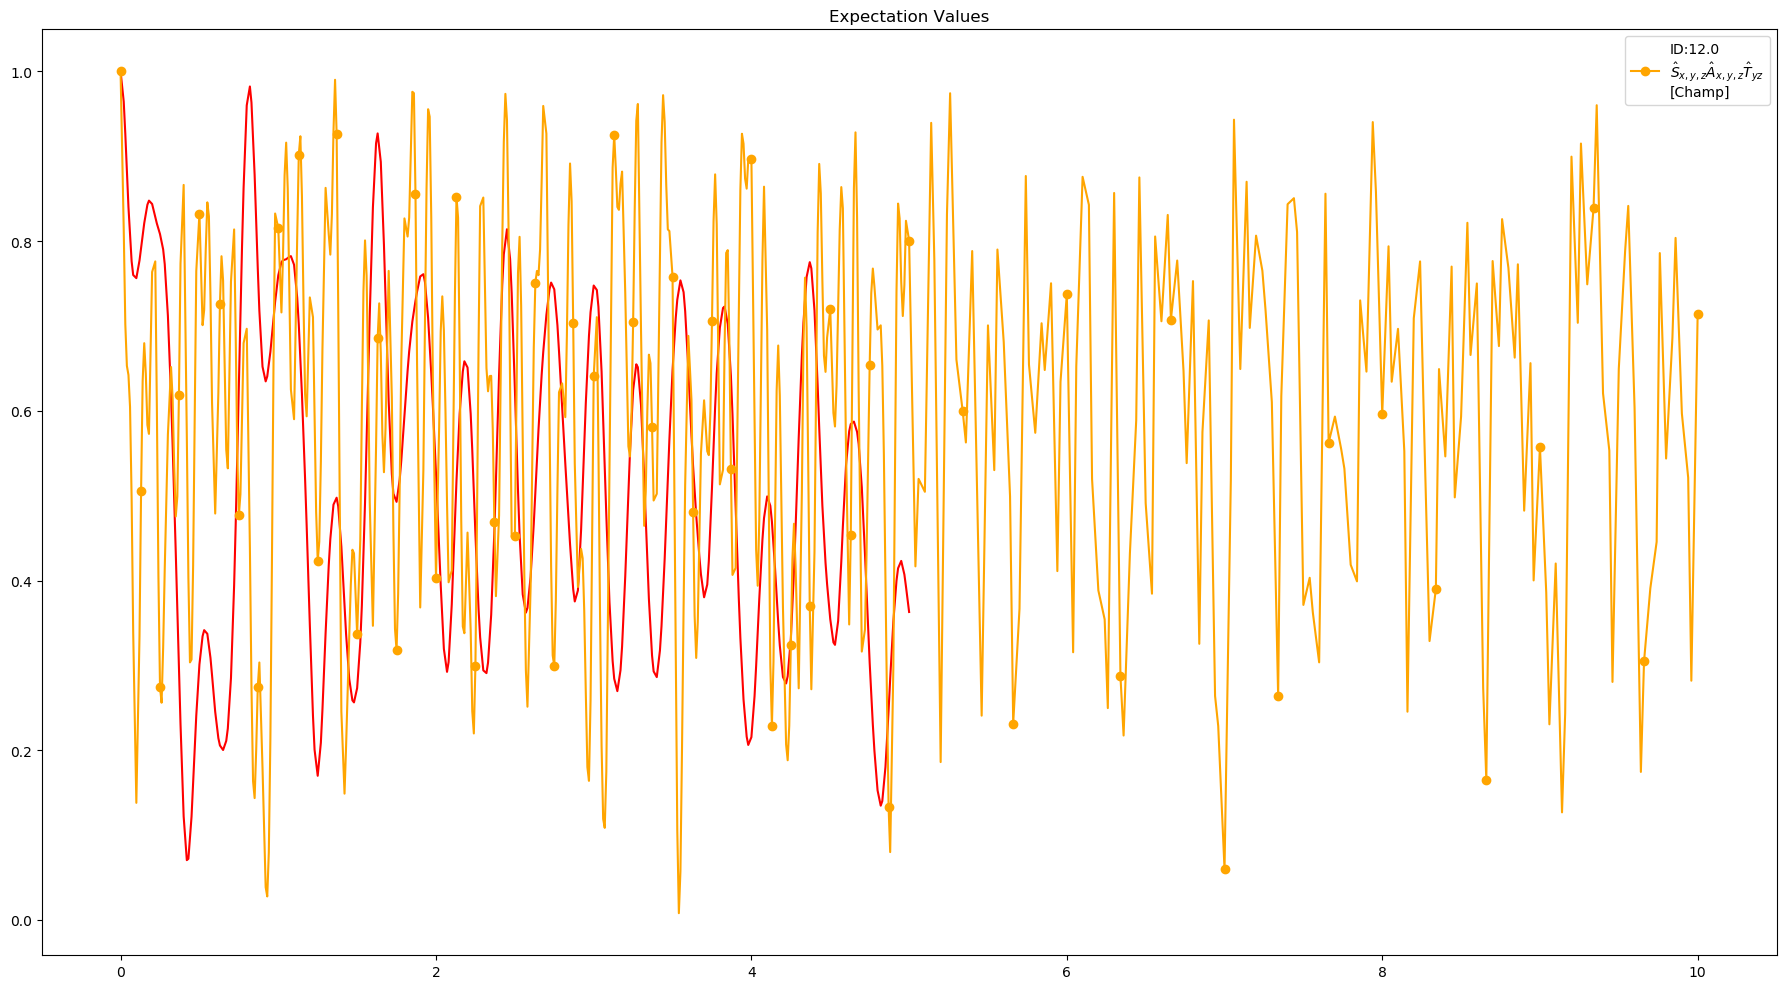 Expectation Values
ID:12.0
$\hat{S}_{x,y,z}\hat{A}_{x,y,z}\hat{T}_{yz}$
[Champ]
1.0
0.8
0.6
0.4
0.2
0.0
0 2 4 6 8 10